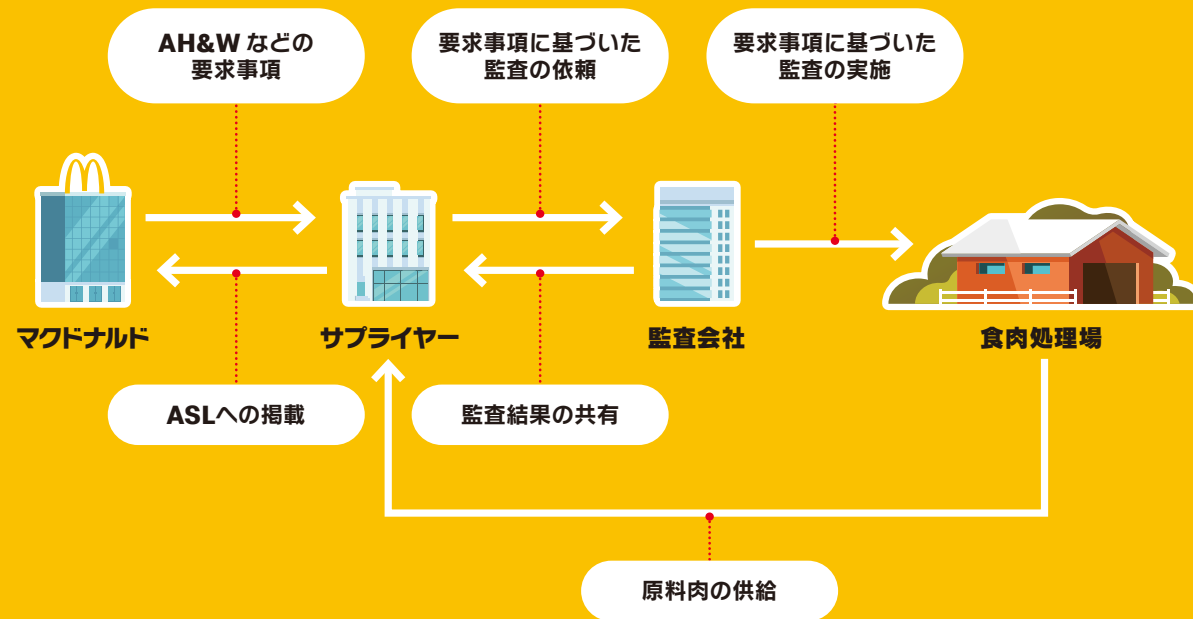 AH&W などの
要求事項
要求事項に基づいた
監査の依頼
要求事項に基づいた
監査の実施
マクドナルド
サプライヤー
監査会社
食肉処理場
ASLへの掲載
監査結果の共有
原料肉の供給